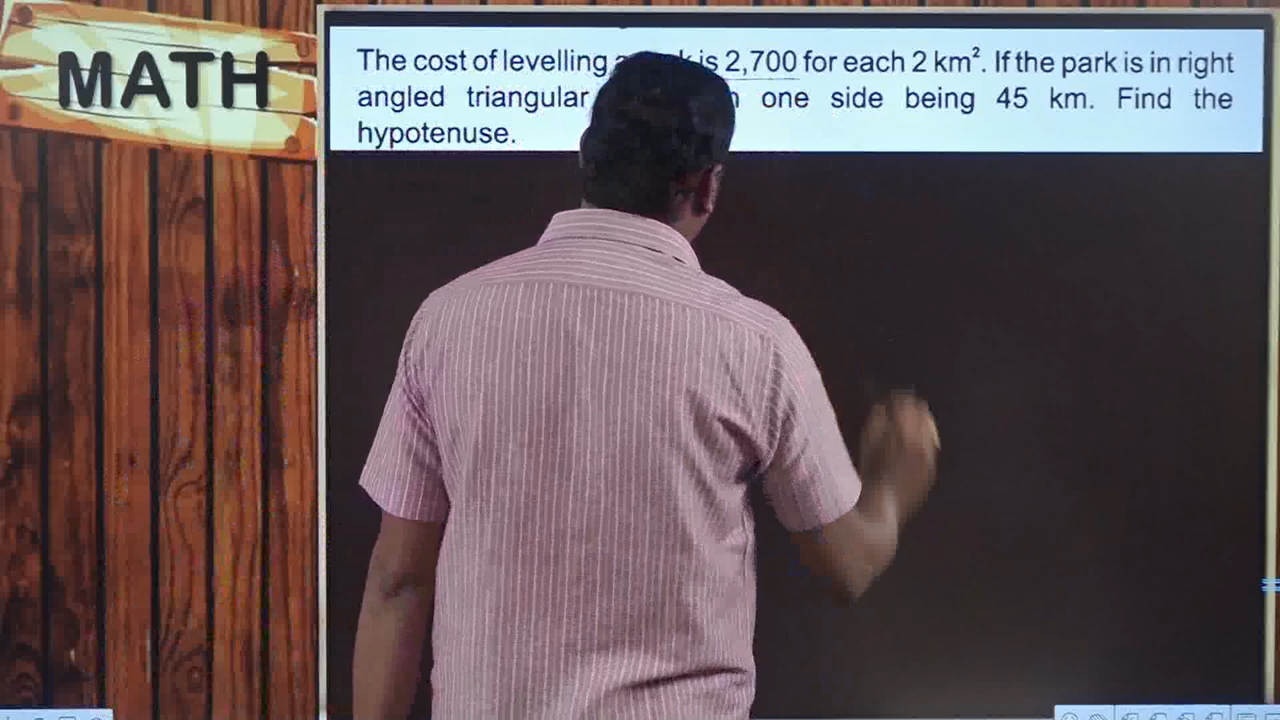 MATH
The cost of levelling is 2,700 for each 2 km². If the park is in right
angled triangular one side being 45 km. Find the
hypotenuse.